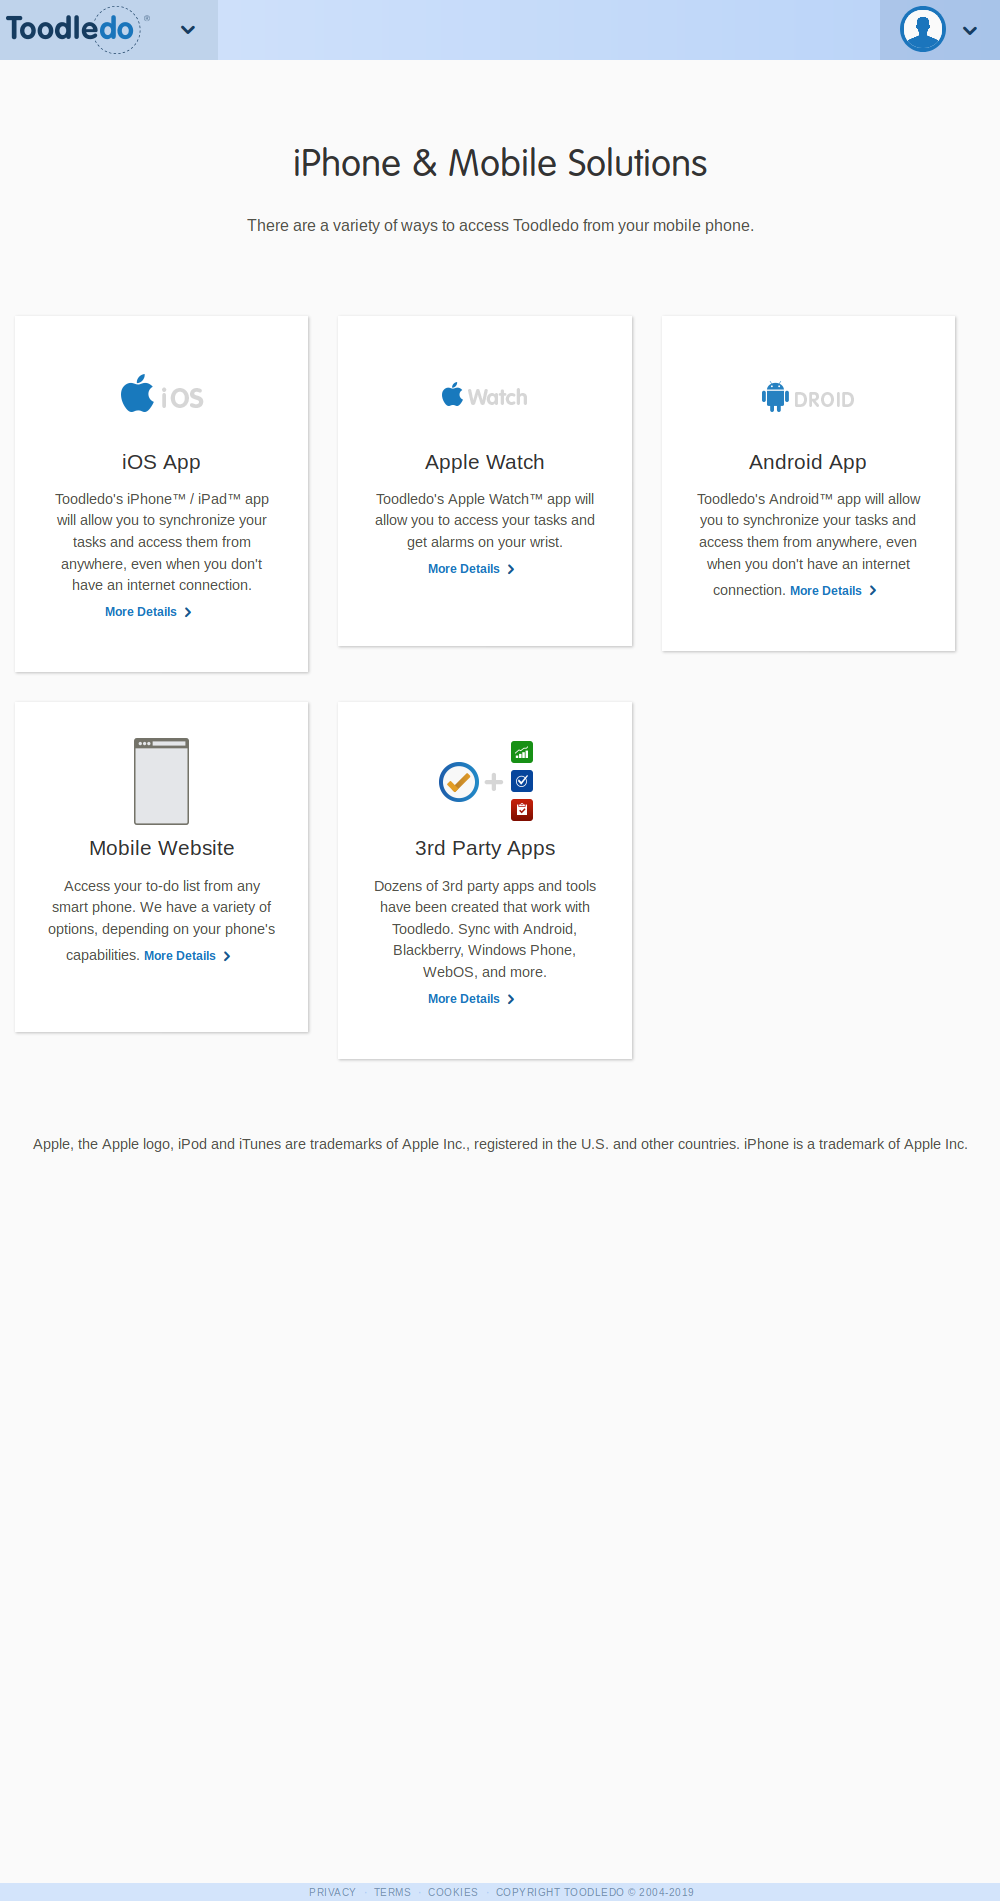 Toodledo®
iPhone & Mobile Solutions
There are a variety of ways to access Toodledo from your mobile phone.
iOS
iOS App
Toodledo's iPhone™ / iPad™ app
will allow you to synchronize your
tasks and access them from
anywhere, even when you don't
have an internet connection.
More Details
Watch
Apple Watch
Toodledo's Apple Watch™ app will
allow you to access your tasks and
get alarms on your wrist.
More Details
DROID
Android App
Toodledo's Android™ app will allow
you to synchronize your tasks and
access them from anywhere, even
when you don't have an internet
connection. More Details
Mobile Website
Access your to-do list from any
smart phone. We have a variety of
options, depending on your phone's
capabilities. More Details
3rd Party Apps
Dozens of 3rd party apps and tools
have been created that work with
Toodledo. Sync with Android,
Blackberry, Windows Phone,
WebOS, and more.
More Details
Apple, the Apple logo, iPod and iTunes are trademarks of Apple Inc., registered in the U.S. and other countries. iPhone is a trademark of Apple Inc.
PRIVACY · TERMS · COOKIES · COPYRIGHT TOODLEDO © 2004-2019